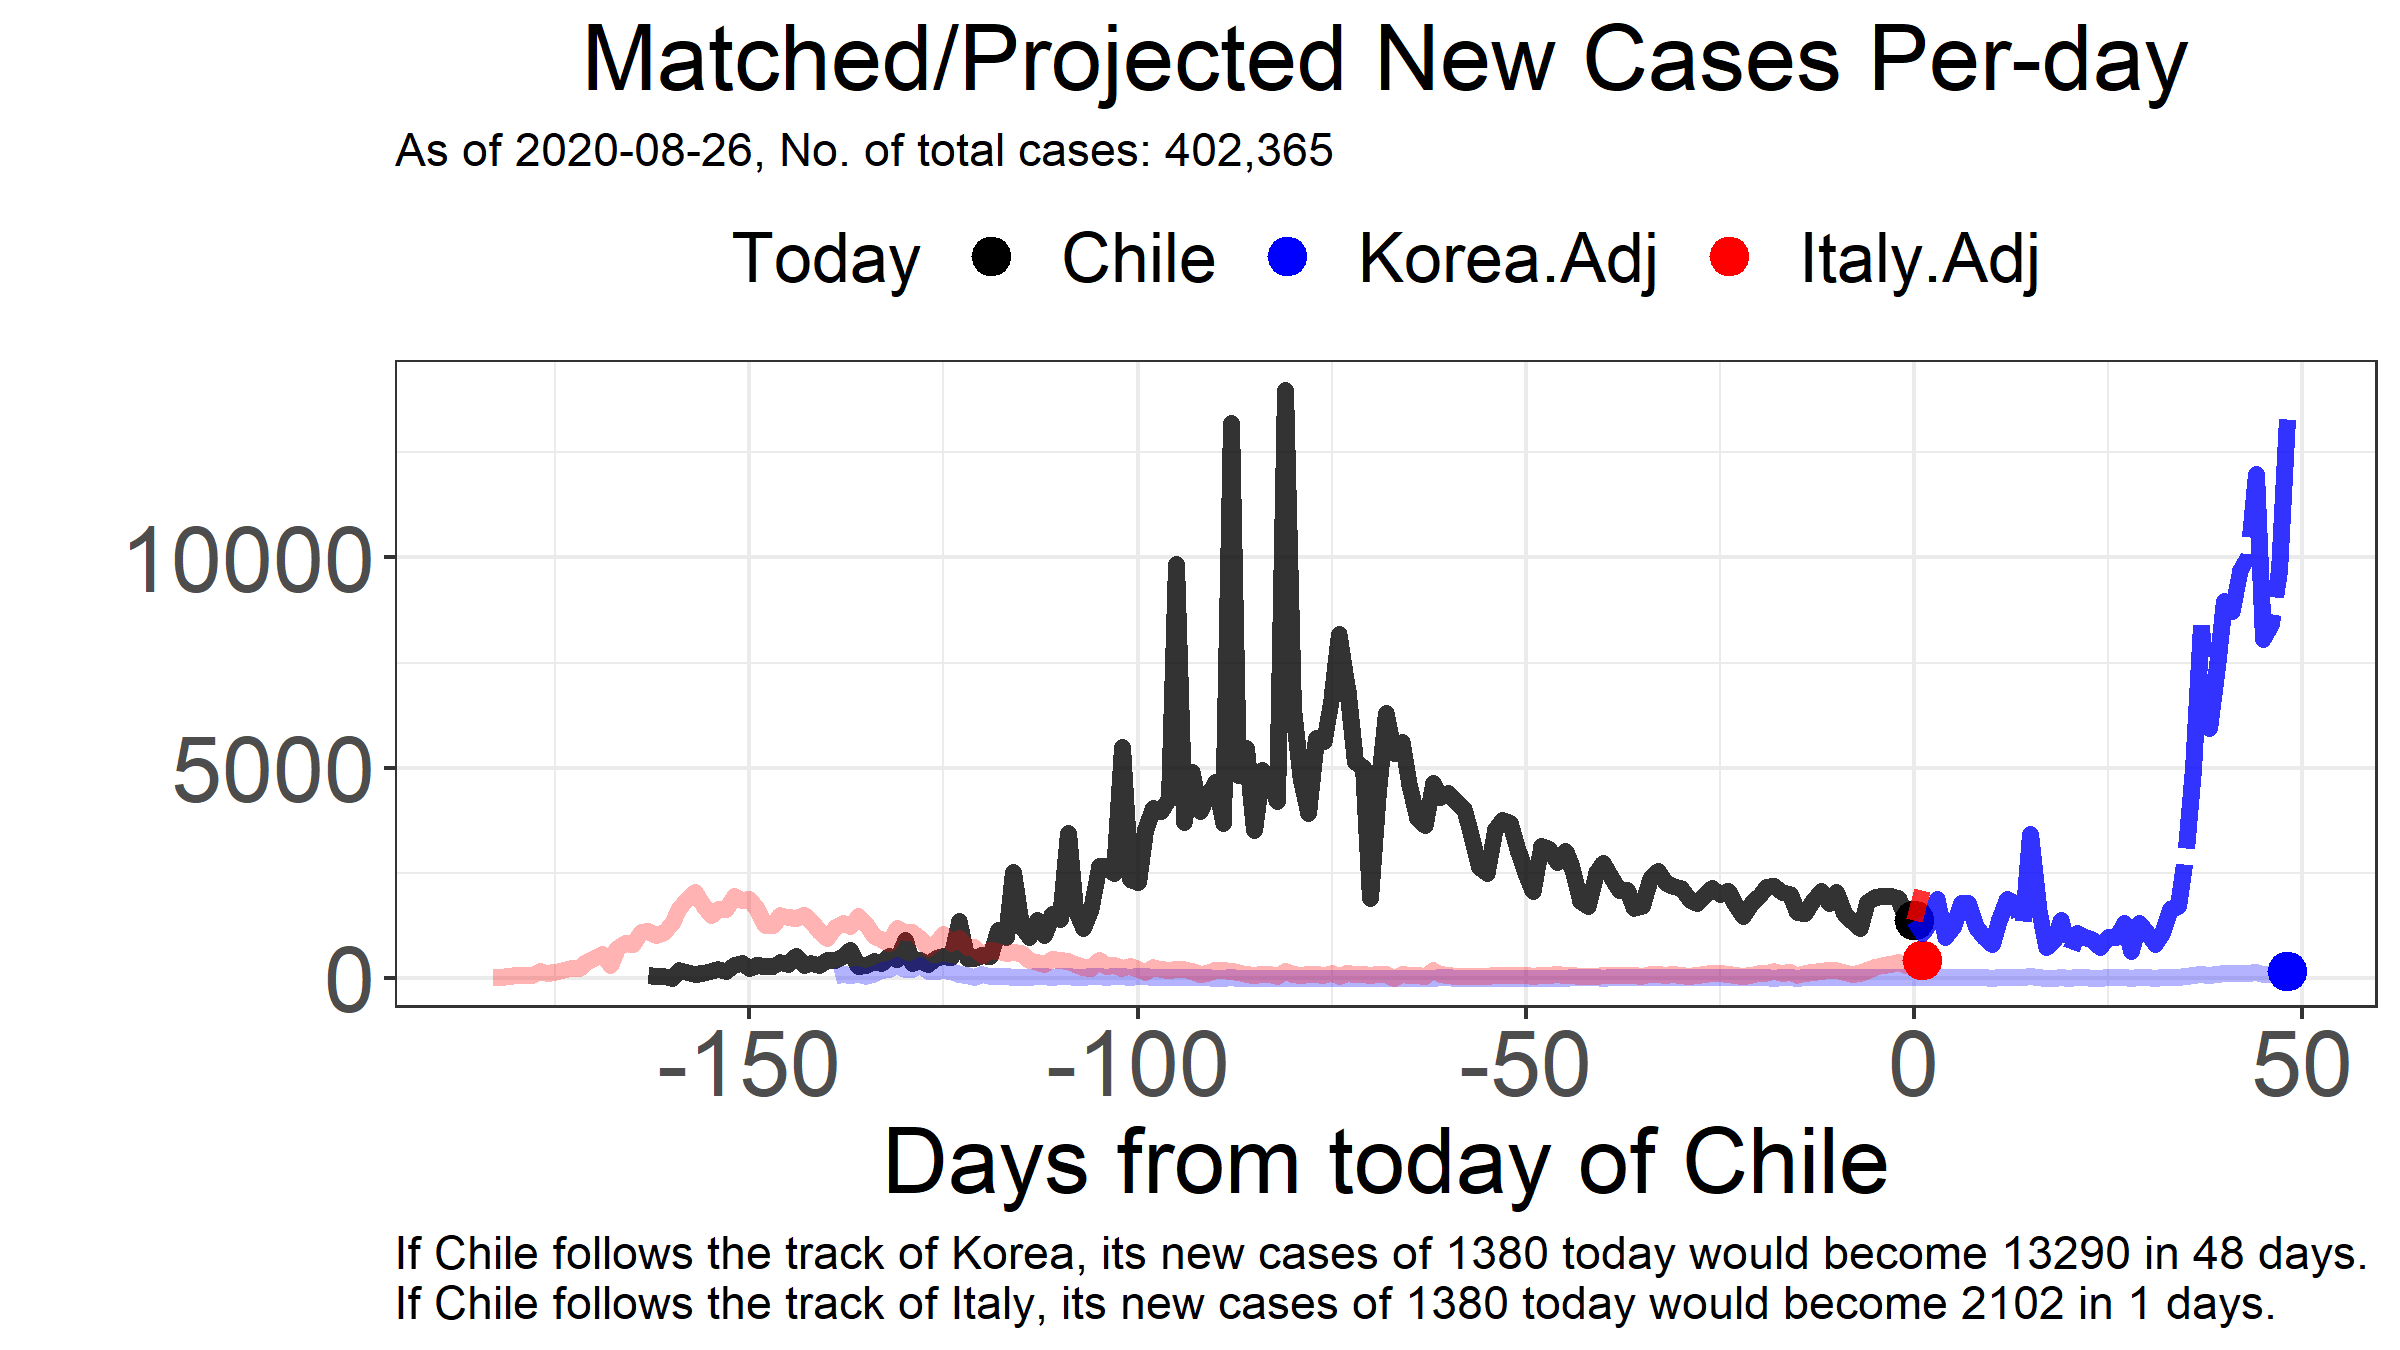 Matched/Projected New Cases Per-day
As of 2020-08-26, No. of total cases: 402,365
Today Chile Korea.Adj Italy.Adj
10000
5000
0
-150 -100 -50 0 50
Days from today of Chile
If Chile follows the track of Korea, its new cases of 1380 today would become 13290 in 48 days.
If Chile follows the track of Italy, its new cases of 1380 today would become 2102 in 1 days.